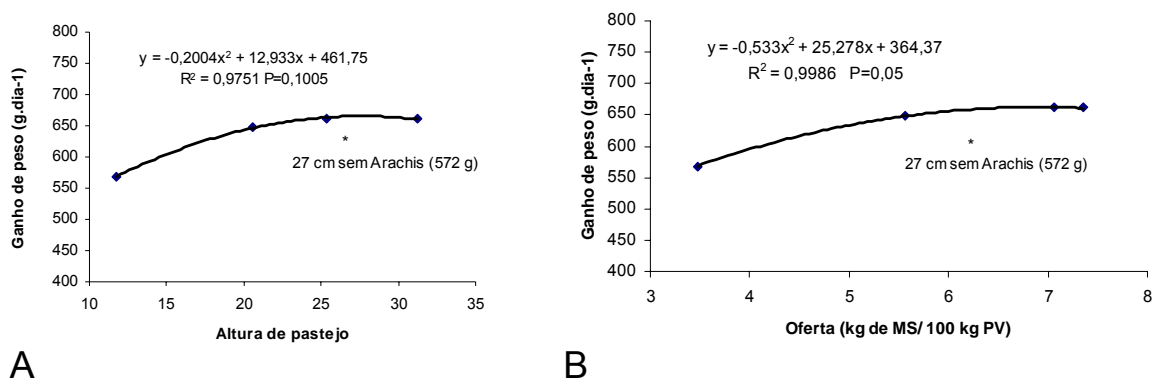 800
750
700
650
600
550
500
450
400
Ganho de peso (g.dia-1)
y = -0,2004x² + 12,933x + 461,75
R² = 0,9751 P=0,1005
*
27 cm sem Arachis (572 g)
10 15 20 25 30 35
Altura de pastejo
A
800
750
700
650
600
550
500
450
400
Ganho de peso (g.dia-1)
y = -0,533x² + 25,278x + 364,37
R² = 0,9986 P=0,05
*
27 cm sem Arachis (572 g)
3 4 5 6 7 8
Oferta (kg de MS/ 100 kg PV)
B